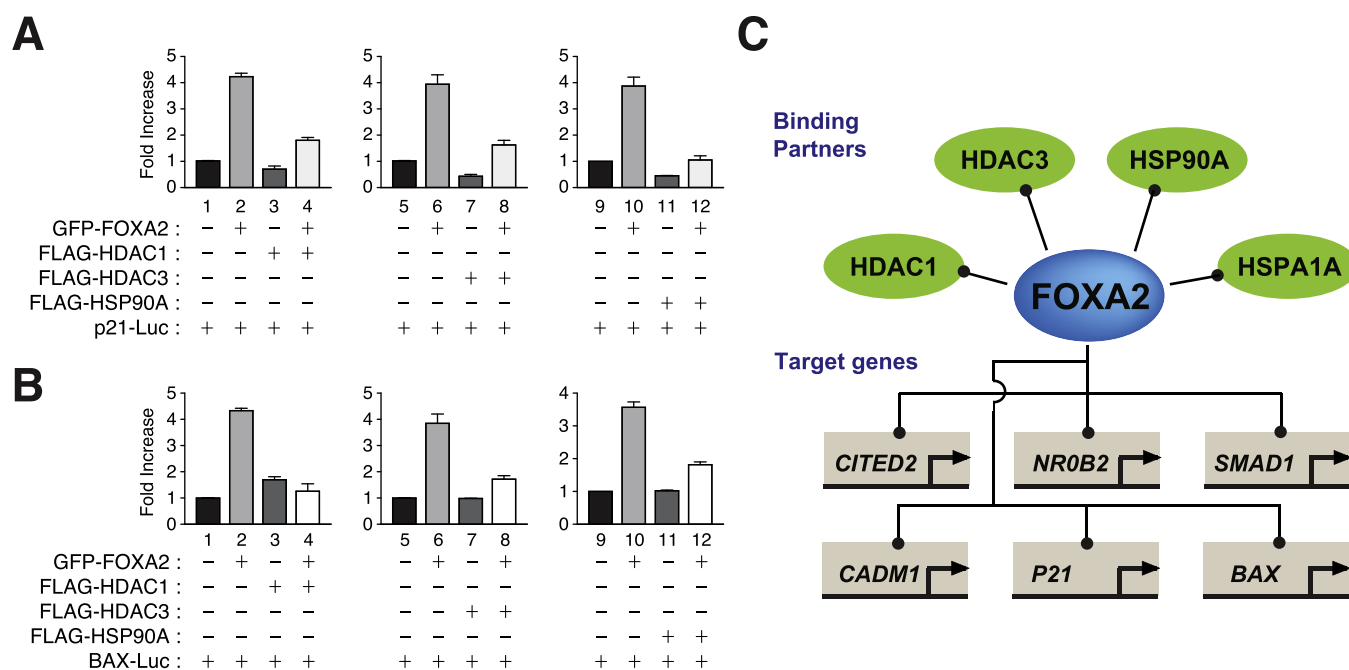 A
Fold Increase
5 5 5
4 4 4
3 3 3
2 2 2
1 1 1
0 0 0
1 2 3 4 5 6 7 8 9 10 11 12
GFP-FOXA2 : – + – + – + – + – + – +
FLAG-HDAC1 : – – + + – – – – – – – –
FLAG-HDAC3 : – – – – – – + + – – – –
FLAG-HSP90A : – – – – – – – – – – + +
p21-Luc : + + + + + + + + + + + +
B
Fold Increase
5 5 4
4 4 3
3 3 2
2 2 1
1 1 0
0 0
1 2 3 4 5 6 7 8 9 10 11 12
GFP-FOXA2 : – + – + – + – + – + – +
FLAG-HDAC1 : – – + + – – – – – – – –
FLAG-HDAC3 : – – – – – – + + – – – –
FLAG-HSP90A : – – – – – – – – – – + +
BAX-Luc : + + + + + + + + + + + +
C
Binding
Partners
HDAC3 HSP90A
HDAC1 HSPA1A
FOXA2
Target genes
CITED2 NR0B2 SMAD1
CADM1 P21 BAX